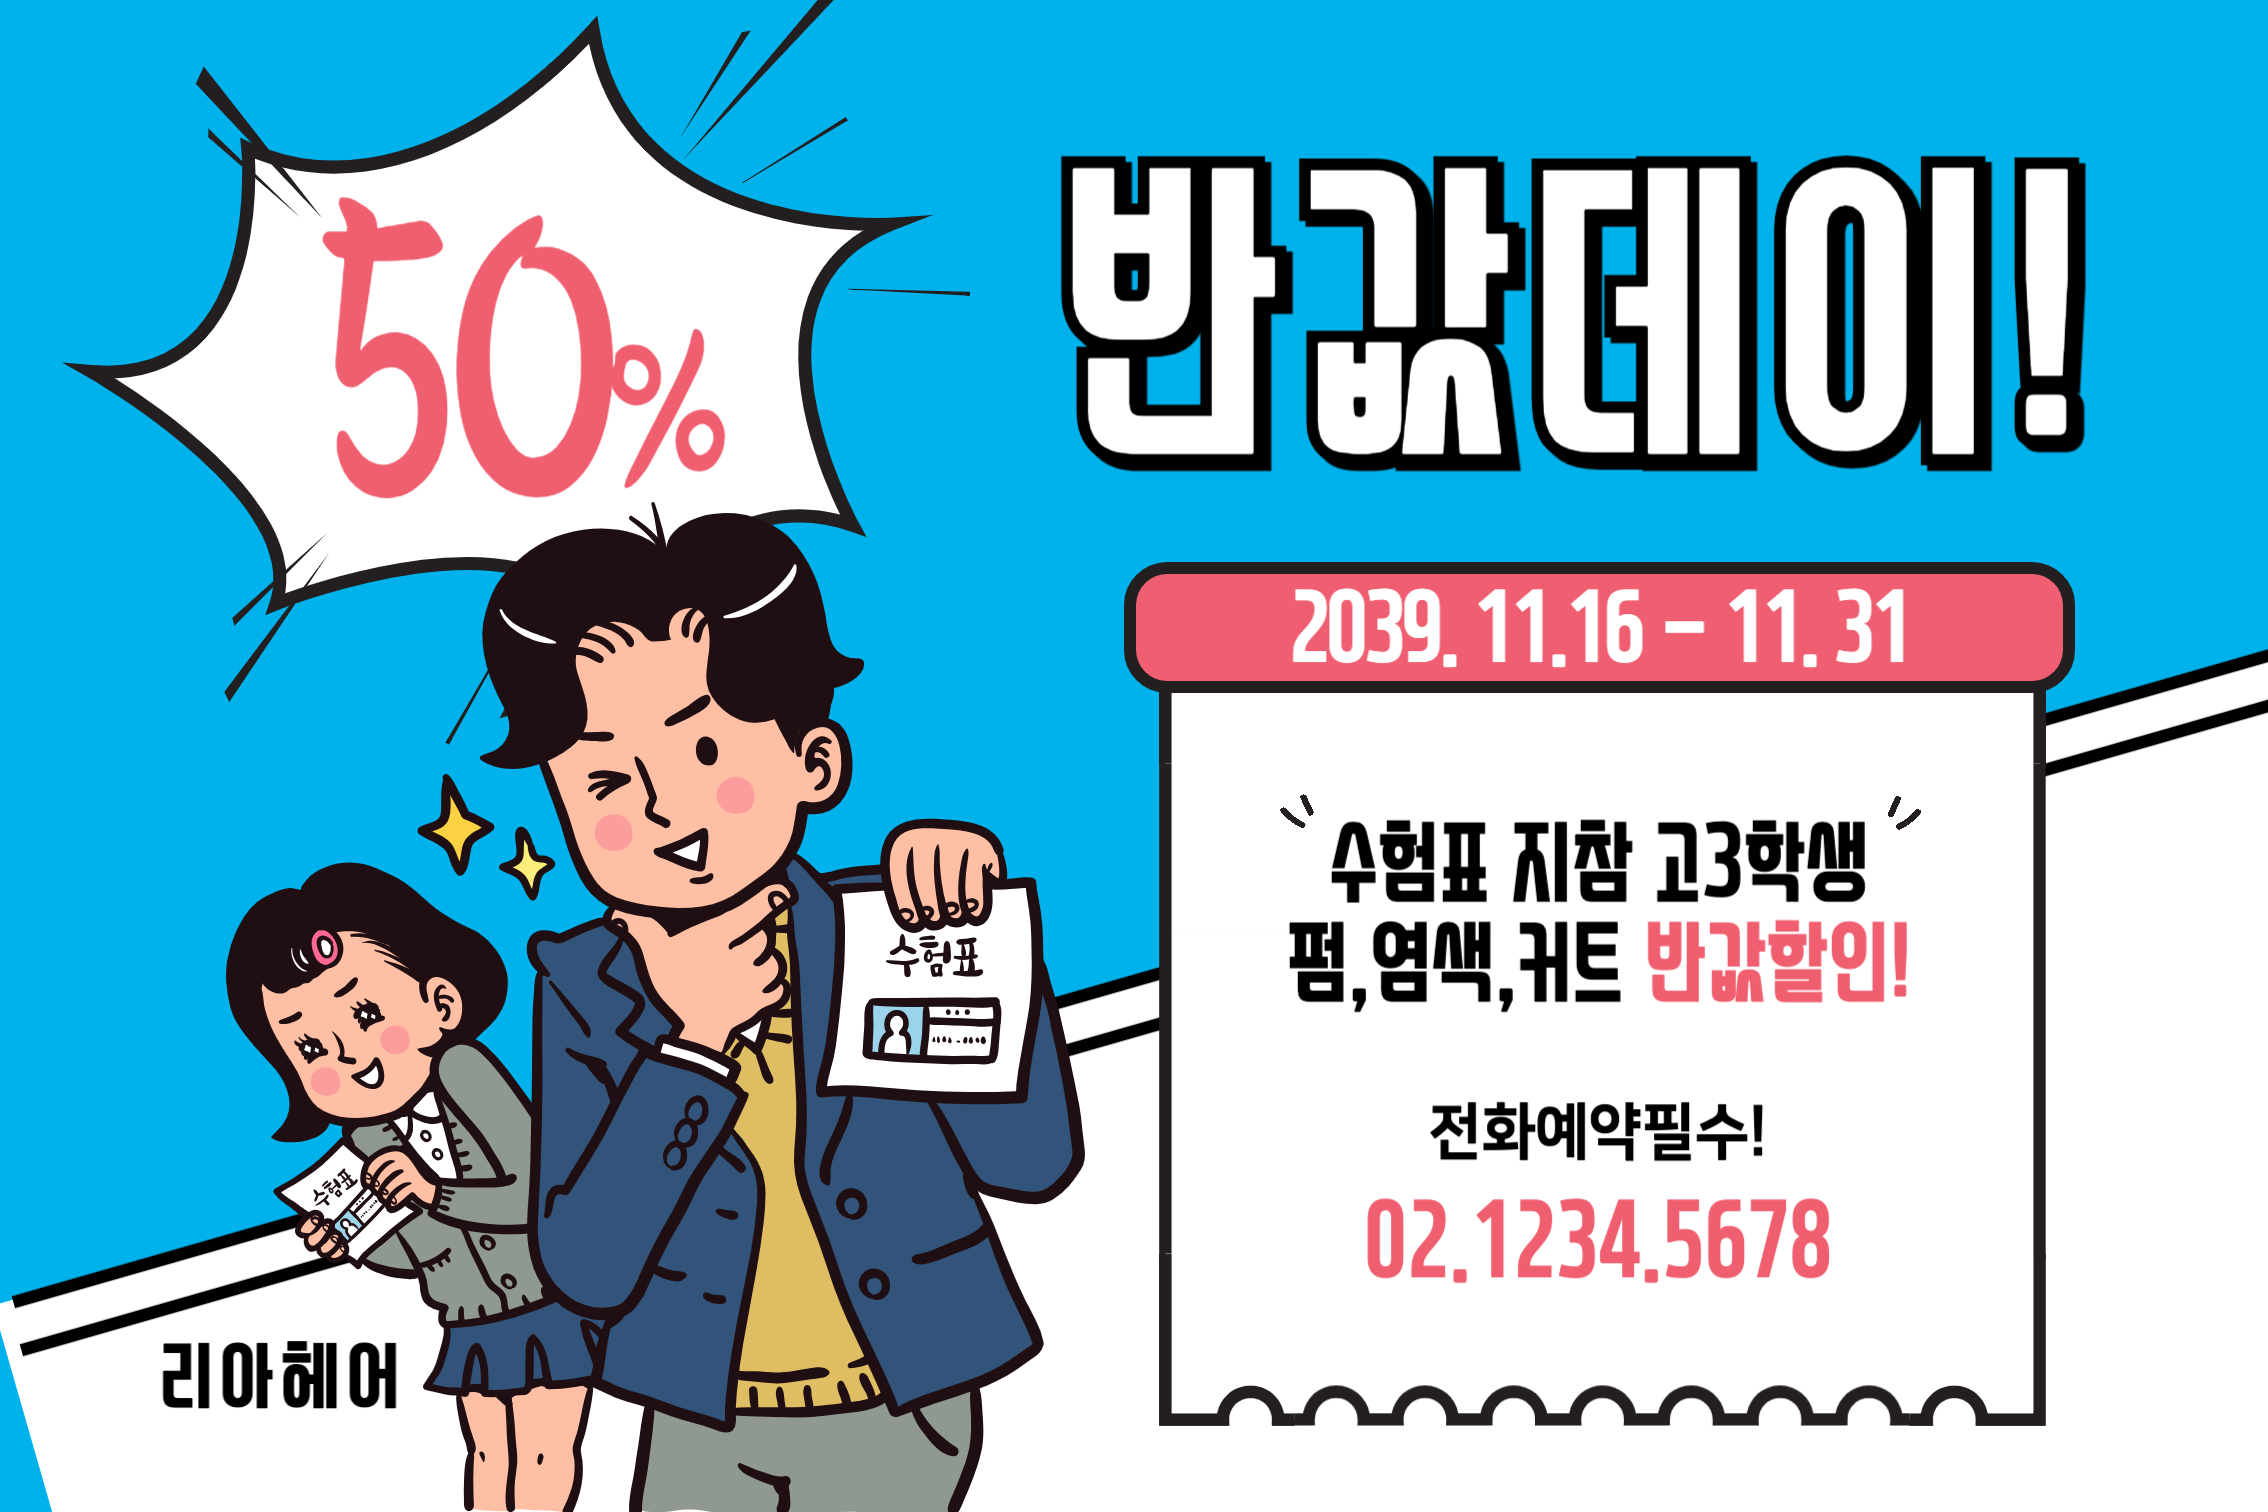 50%
반값데이!
2039. 11.16 – 11. 31
수험표 지참 고3학생
펌,염색,커트 반값할인!
전화예약필수!
02.1234.5678
수험표
수험표
리아헤어